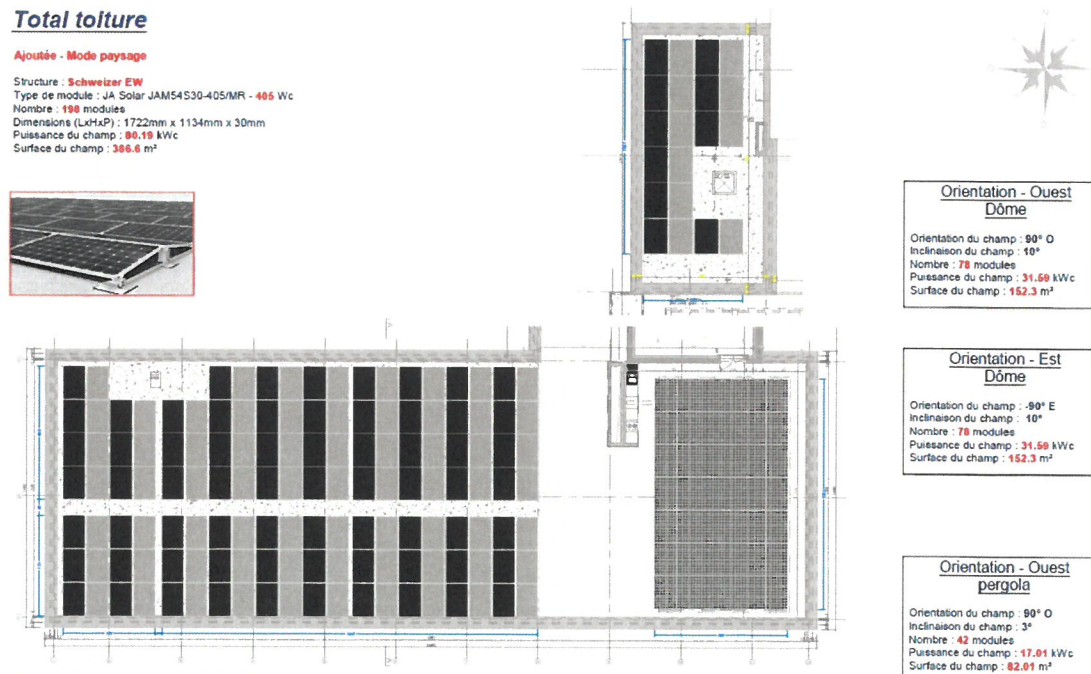 Total toiture
Ajoutée - Mode paysage
Structure : Schweizer EW
Type de module : JA Solar JAM54S30-405/MR - 405 Wc
Nombre : 198 modules
Dimensions (LxHxP) : 1722mm x 1134mm x 30mm
Puissance du champ : 80.19 kWc
Surface du champ : 386.6 m²
Orientation - Ouest
Dôme
Orientation du champ : 90° O
Inclinaison du champ : 10°
Nombre : 78 modules
Puissance du champ : 31.59 kWc
Surface du champ : 152.3 m²
Orientation - Est
Dôme
Orientation du champ : -90° E
Inclinaison du champ : 10°
Nombre : 78 modules
Puissance du champ : 31.59 kWc
Surface du champ : 152.3 m²
Orientation - Ouest
pergola
Orientation du champ : 90° O
Inclinaison du champ : 3°
Nombre : 42 modules
Puissance du champ : 17.01 kWc
Surface du champ : 82.01 m²